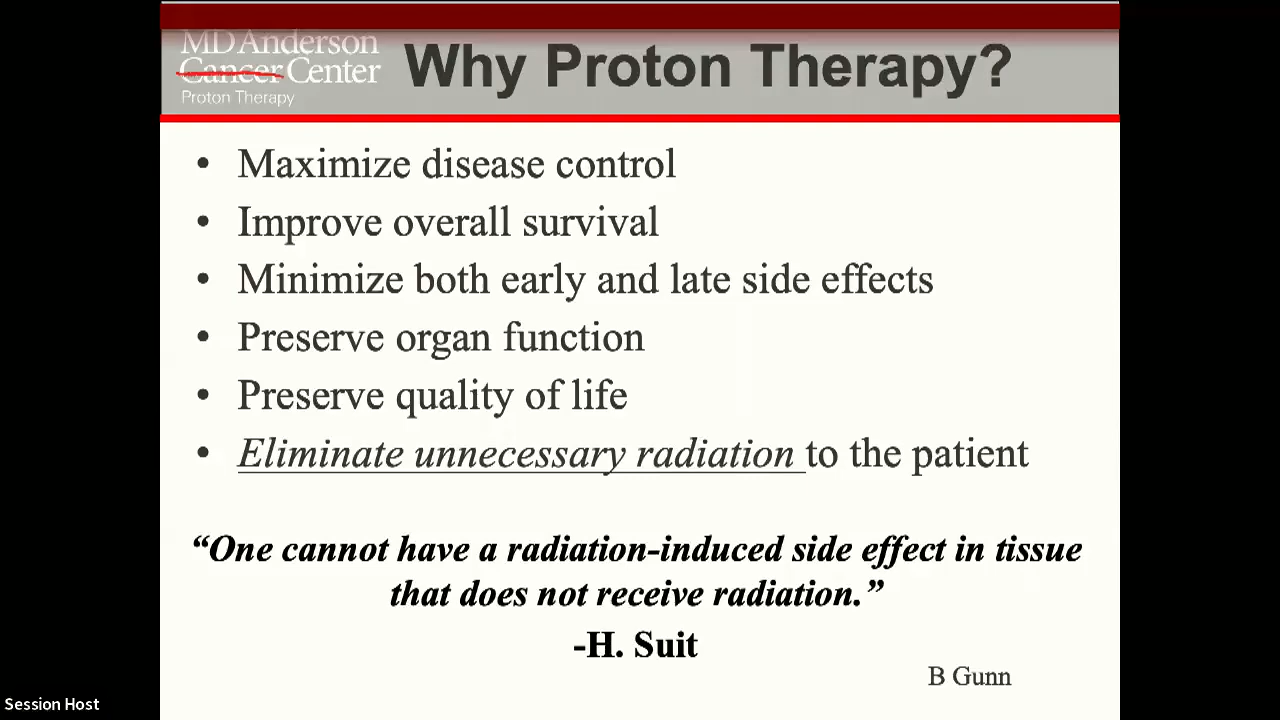 MD Anderson
Cancer Center
Proton Therapy
Why Proton Therapy?
• Maximize disease control
• Improve overall survival
• Minimize both early and late side effects
• Preserve organ function
• Preserve quality of life
• Eliminate unnecessary radiation to the patient
“One cannot have a radiation-induced side effect in tissue
that does not receive radiation.”
-H. Suit
B Gunn
Session Host